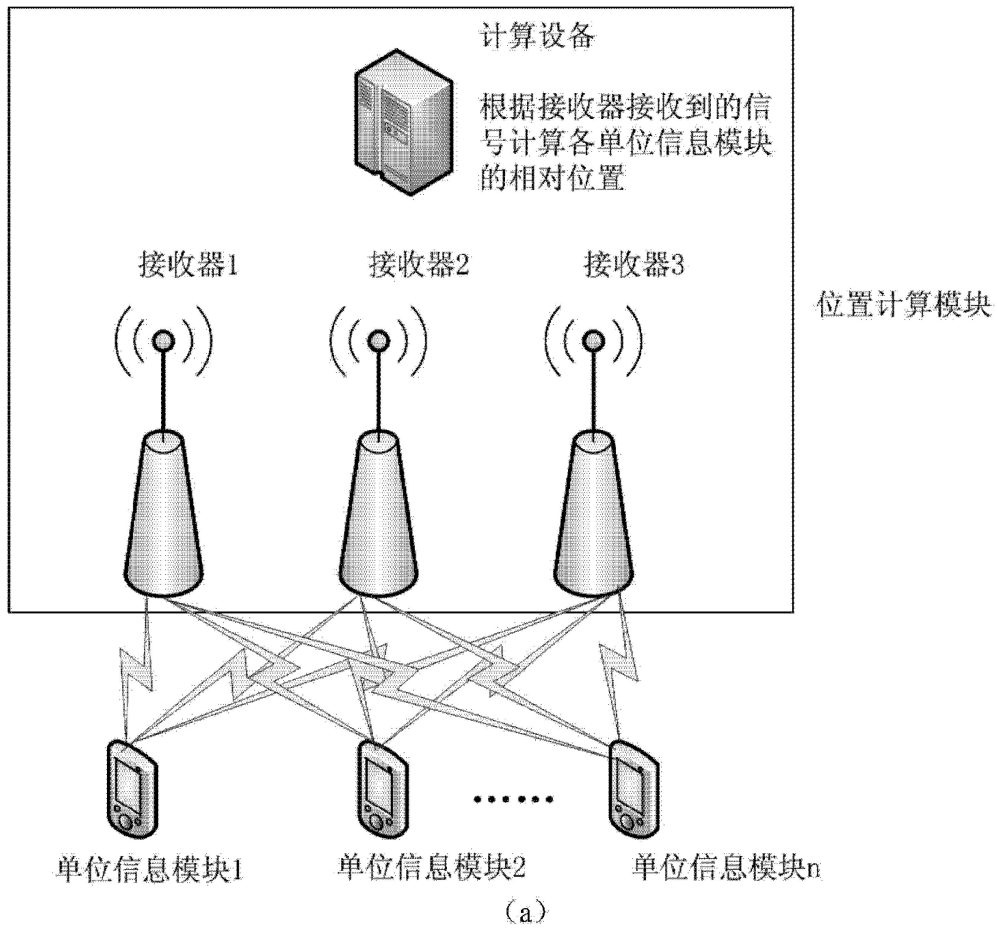 计算设备
根据接收器接收到的信
号计算各单位信息模块
的相对位置
接收器1
接收器2
接收器3
位置计算模块
单位信息模块1
单位信息模块2
······
单位信息模块n
（a）